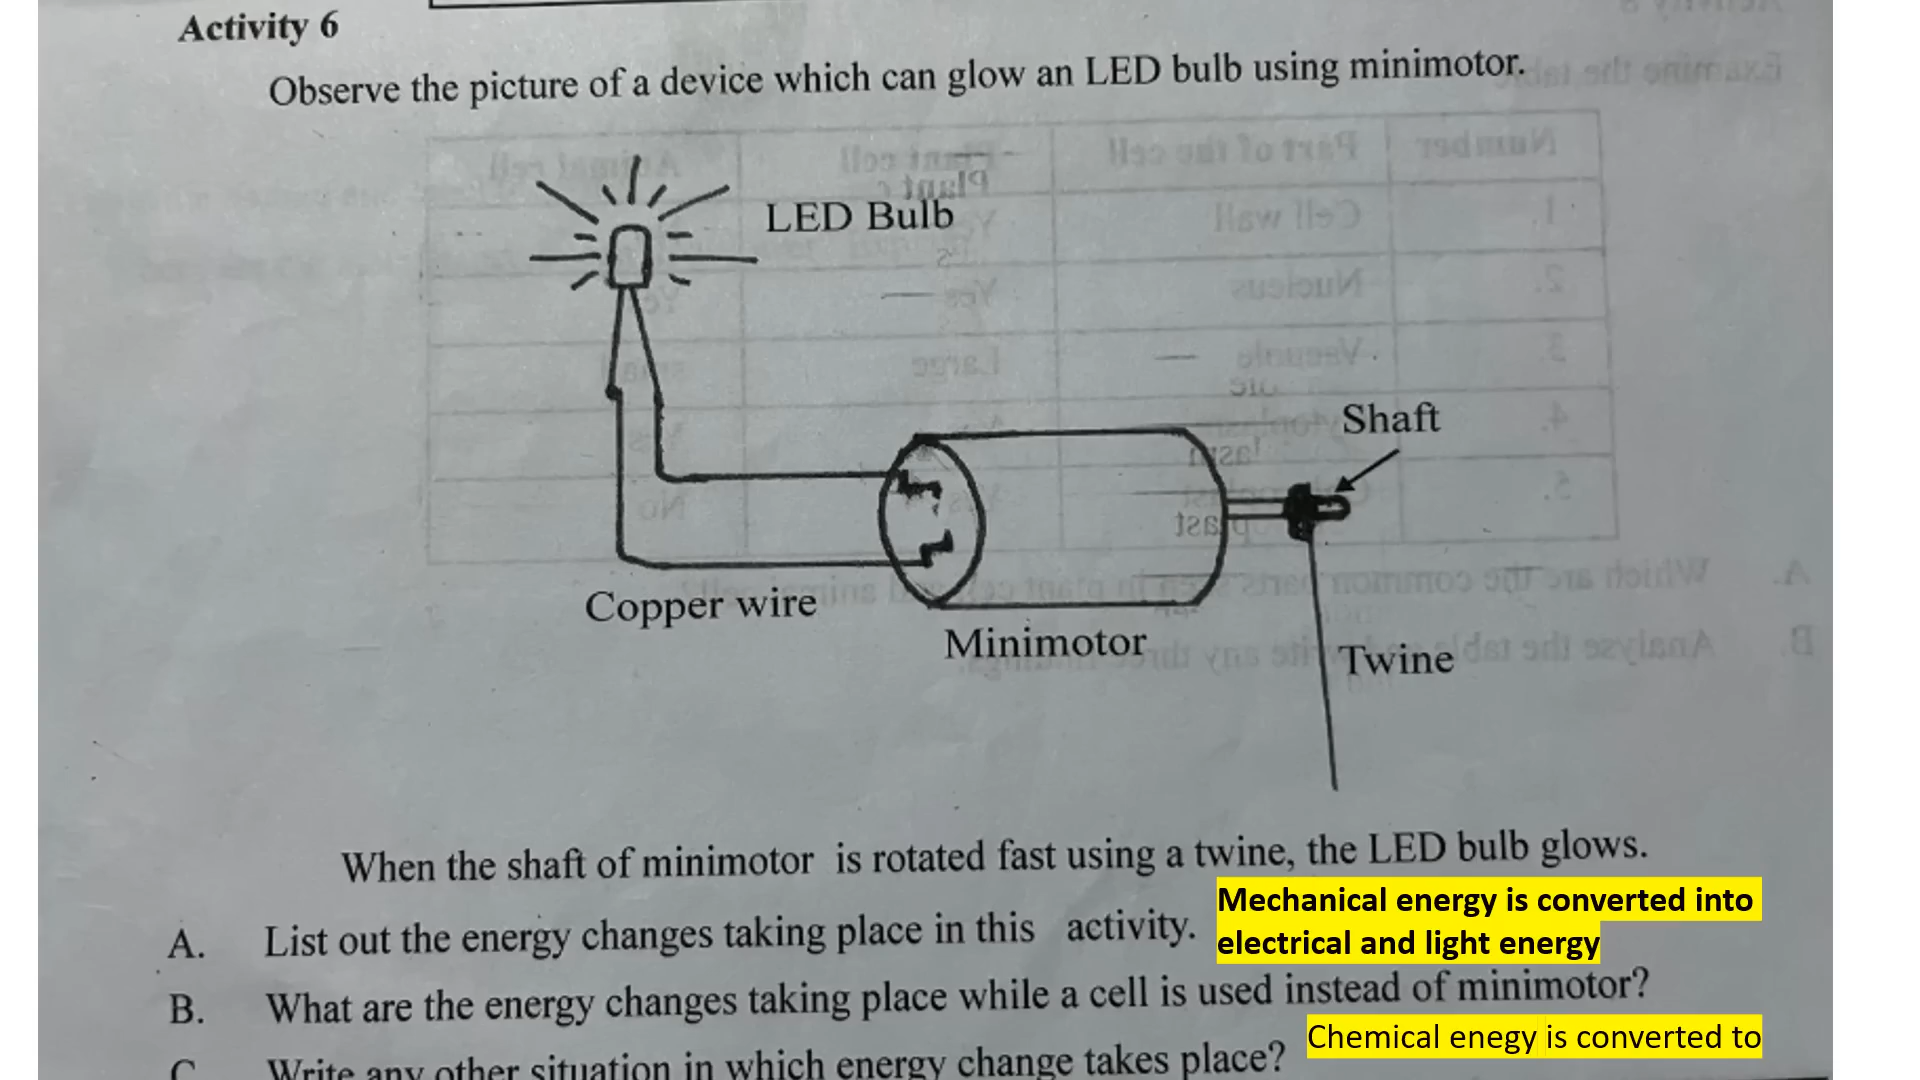 Activity 6
Observe the picture of a device which can glow an LED bulb using minimotor.
LED Bulb
Shaft
Copper wire
Minimotor
Twine
When the shaft of minimotor is rotated fast using a twine, the LED bulb glows.
A. List out the energy changes taking place in this activity.
Mechanical energy is converted into
electrical and light energy
B. What are the energy changes taking place while a cell is used instead of minimotor?
Chemical enegy is converted to
C Write any other situation in which energy change takes place?